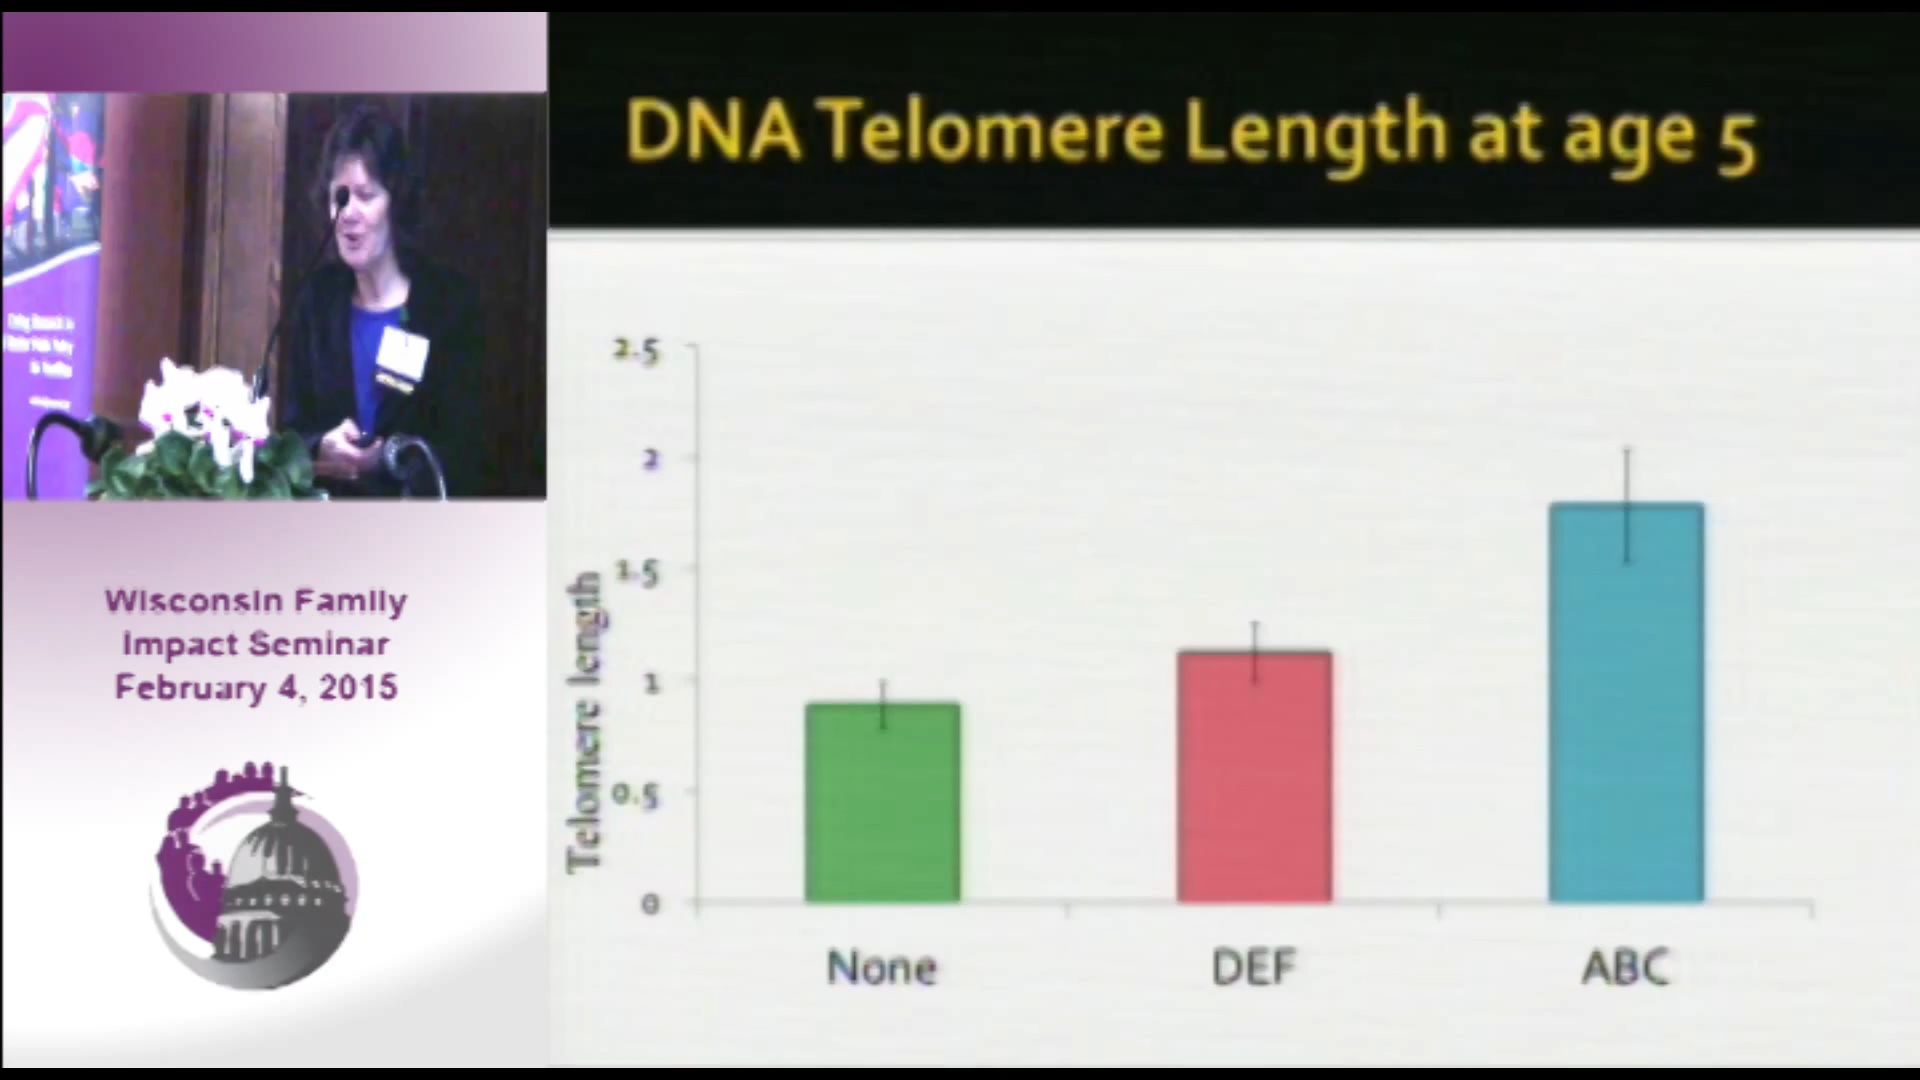 DNA Telomere Length at age 5
Wisconsin Family
Impact Seminar
February 4, 2015
Telomere length
2.5
2
1.5
1
0.5
0
None
DEF
ABC